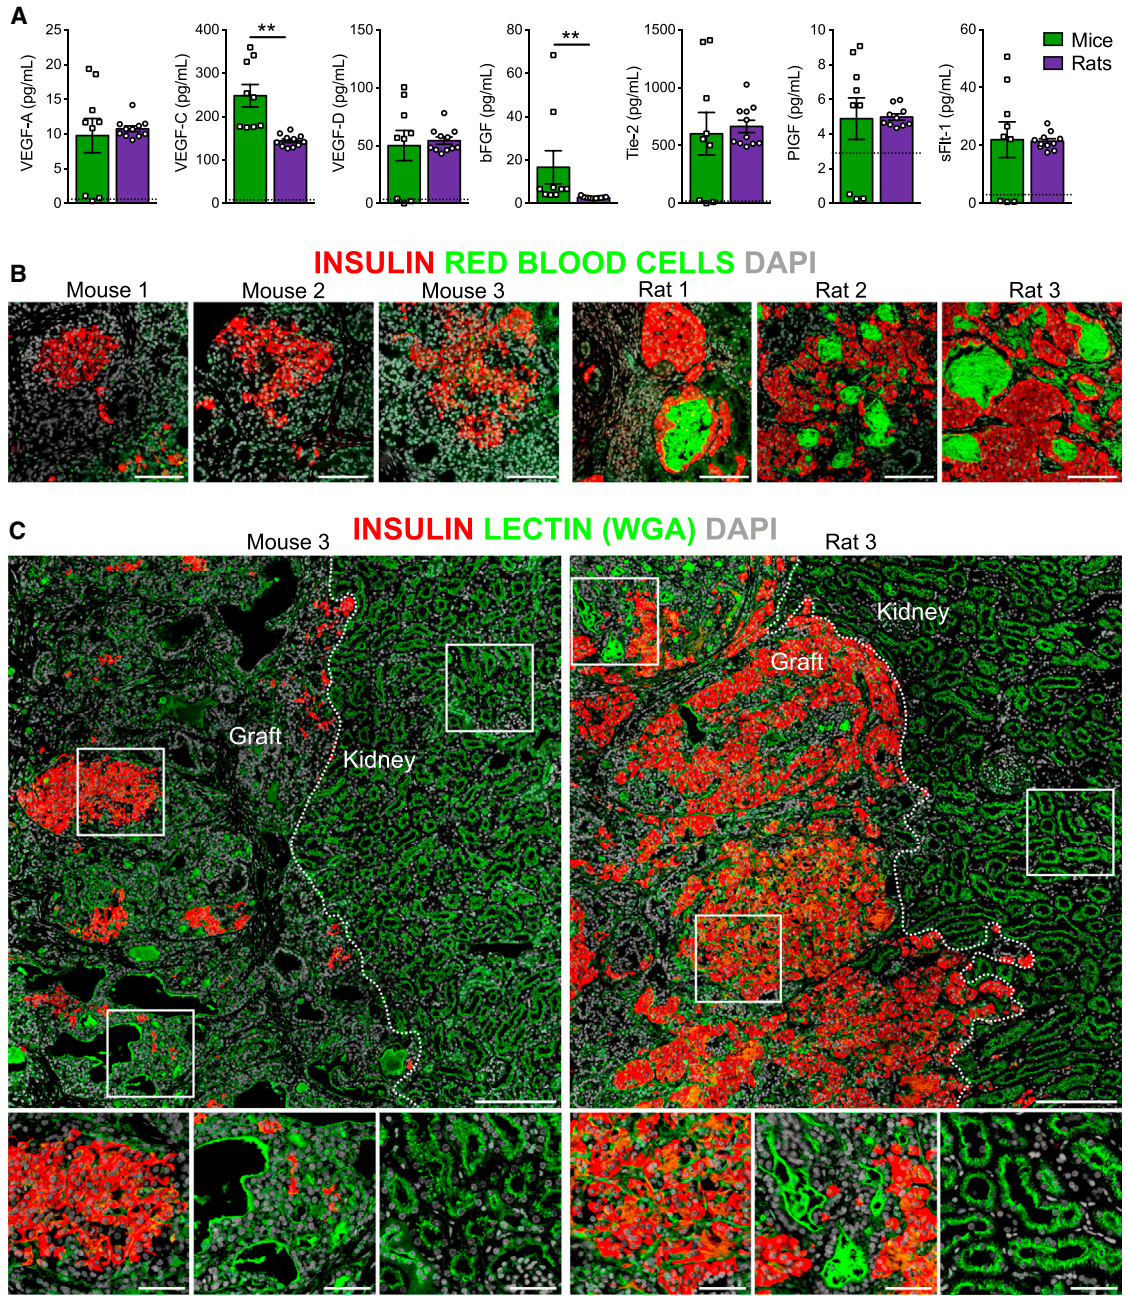 A
VEGF-A (pg/mL)
25
20
15
10
5
0
VEGF-C (pg/mL)
400
300
200
100
0
**
VEGF-D (pg/mL)
150
100
50
0
bFGF (pg/mL)
80
60
40
20
0
**
Tie-2 (pg/mL)
1500
1000
500
0
PlGF (pg/mL)
10
8
6
4
2
0
sFlt-1 (pg/mL)
60
40
20
0
Mice
Rats
B
INSULIN RED BLOOD CELLS DAPI
Mouse 1 Mouse 2 Mouse 3 Rat 1 Rat 2 Rat 3
C
INSULIN LECTIN (WGA) DAPI
Mouse 3 Rat 3
Graft
Kidney
Graft
Kidney